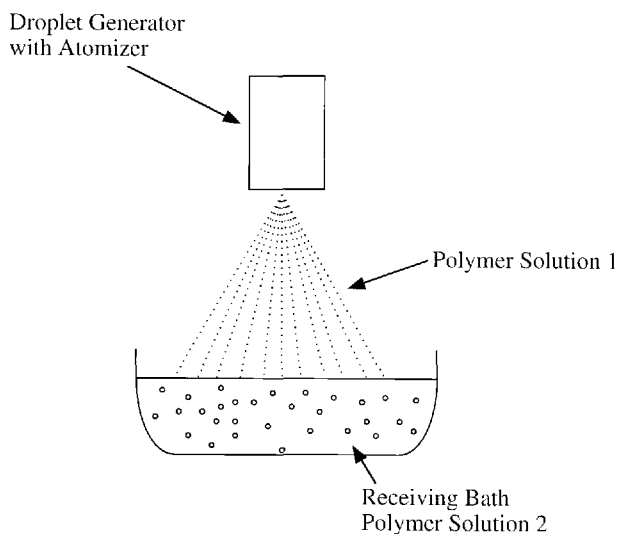 Droplet Generator
with Atomizer
Polymer Solution 1
Receiving Bath
Polymer Solution 2